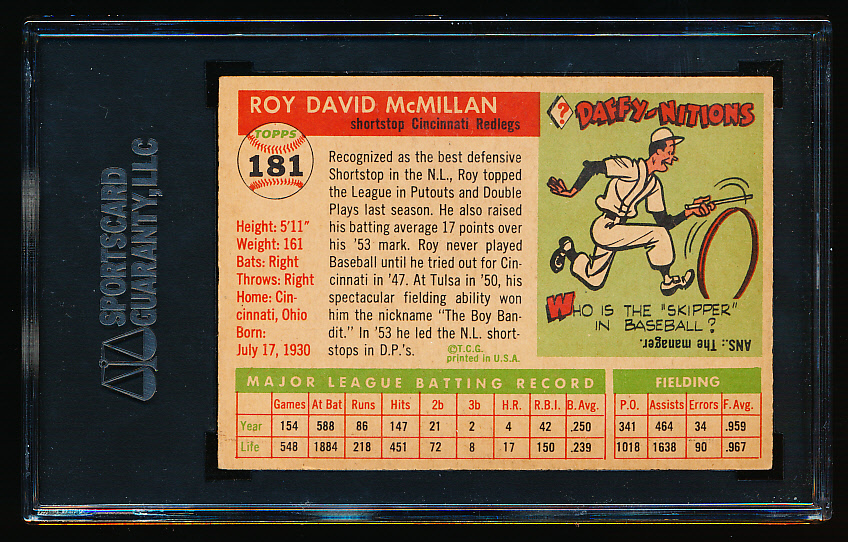 SPORTSCARD
GUARANTY, LLC
ROY DAVID McMILLAN
shortstop Cincinnati Redlegs
TOPPS
181
Height: 5'11"
Weight: 161
Bats: Right
Throws: Right
Home: Cin-
cinnati, Ohio
Born:
July 17, 1930
Recognized as the best defensive
Shortstop in the N.L., Roy topped
the League in Putouts and Double
Plays last season. He also raised
his batting average 17 points over
his '53 mark. Roy never played
Baseball until he tried out for Cin-
cinnati in '47. At Tulsa in '50, his
spectacular fielding ability won
him the nickname "The Boy Ban-
dit." In '53 he led the N.L. short-
stops in D.P.'s.
©T.C.G.
printed in U.S.A.
? DAFFY-NITIONS
WHO IS THE "SKIPPER"
IN BASEBALL?
ANS.: The manager.
MAJOR LEAGUE BATTING RECORD FIELDING
Games At Bat Runs Hits 2b 3b H.R. R.B.I. B. Avg. P.O. Assists Errors F. Avg.
Year 154 588 86 147 21 2 4 42 .250 341 464 34 .959
Life 548 1884 218 451 72 8 17 150 .239 1018 1638 90 .967